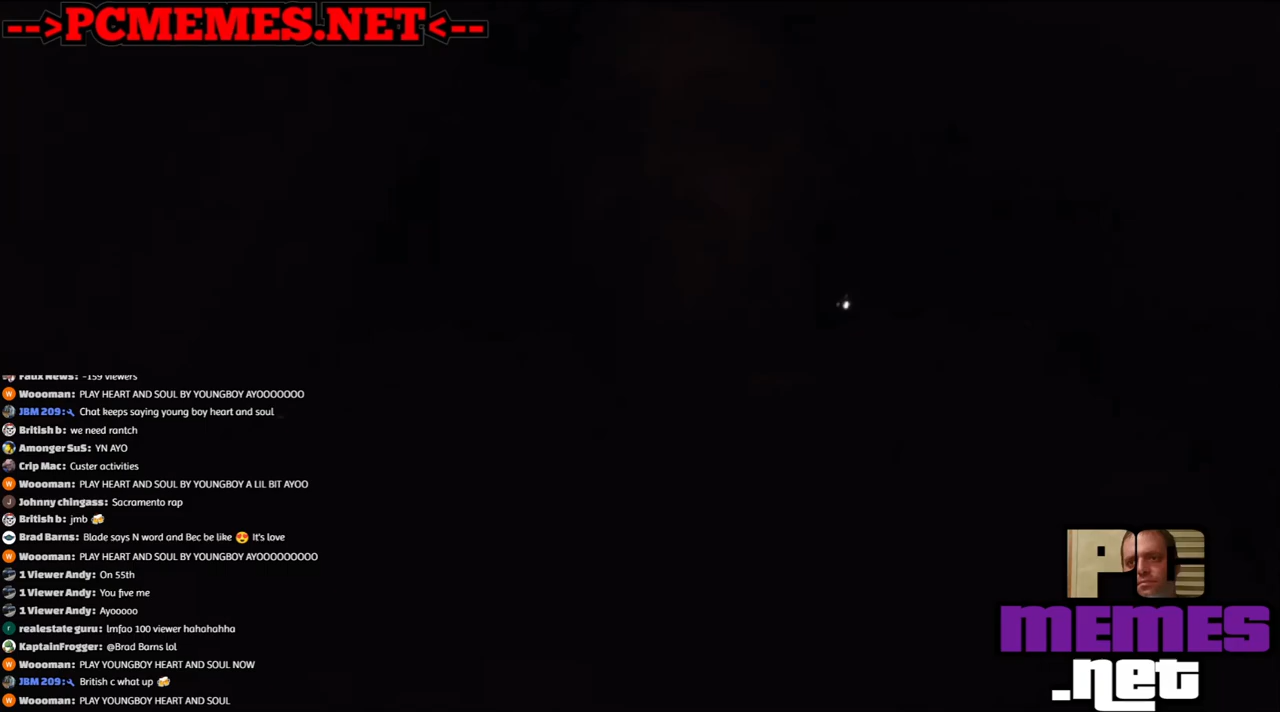 -->PCMEMES.NET<--
Faux News: -159 viewers
Woooman: PLAY HEART AND SOUL BY YOUNGBOY AYOOOOOOO
JBM 209: Chat keeps saying young boy heart and soul
British b: we need rantch
Amonger SuS: YN AYO
Crip Mac: Custer activities
Woooman: PLAY HEART AND SOUL BY YOUNGBOY A LIL BIT AYOO
Johnny chingass: Sacramento rap
British b: jmb 🍻
Brad Barns: Blade says N word and Bec be like 😍 It's love
Woooman: PLAY HEART AND SOUL BY YOUNGBOY AYOOOOOOOOO
1 Viewer Andy: On 55th
1 Viewer Andy: You five me
1 Viewer Andy: Ayoooo
realestate guru: lmfao 100 viewer hahahahha
KaptainFrogger: @Brad Barns lol
Woooman: PLAY YOUNGBOY HEART AND SOUL NOW
JBM 209: British c what up 🍻
Woooman: PLAY YOUNGBOY HEART AND SOUL
PC
MEMES
.net